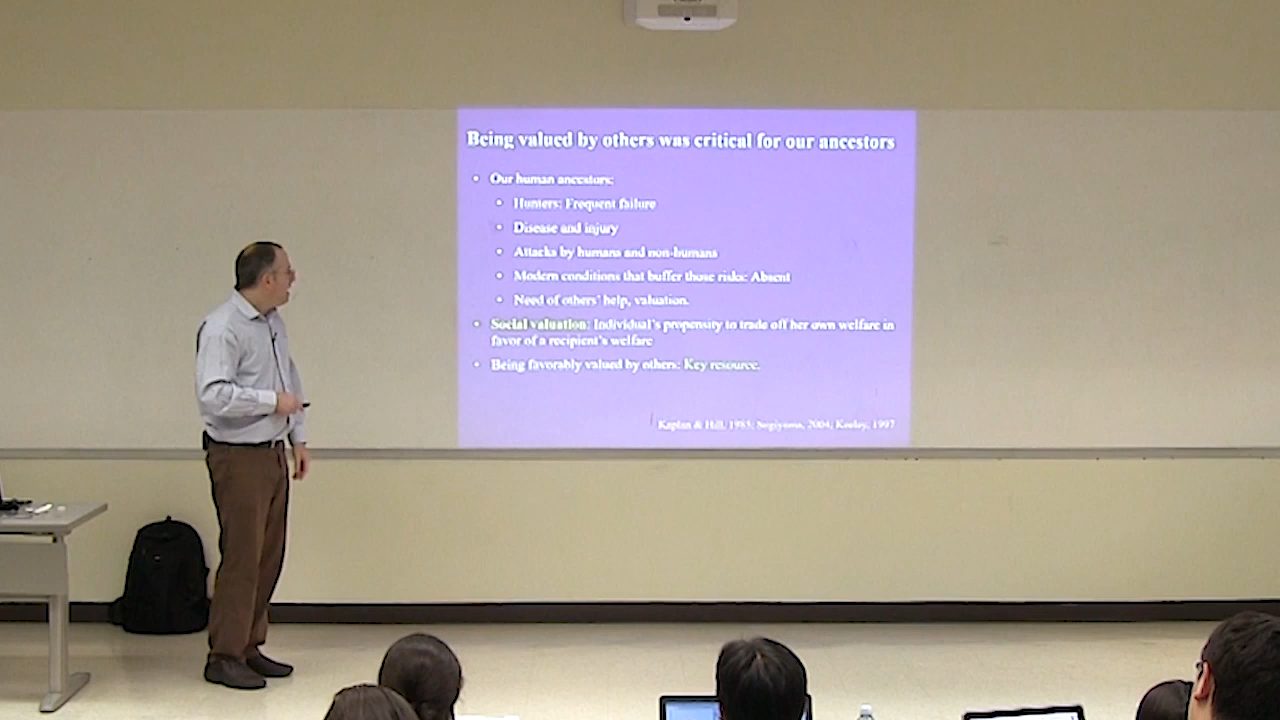 Being valued by others was critical for our ancestors
• Our human ancestors:
• Hunters: Frequent failure
• Disease and injury
• Attacks by humans and non-humans
• Modern conditions that buffer those risks: Absent
• Need of others' help, valuation.
• Social valuation: Individual's propensity to trade off her own welfare in
favor of a recipient's welfare
• Being favorably valued by others: Key resource.
Kaplan & Hill, 1985; Sugiyama, 2004; Keeley, 1997